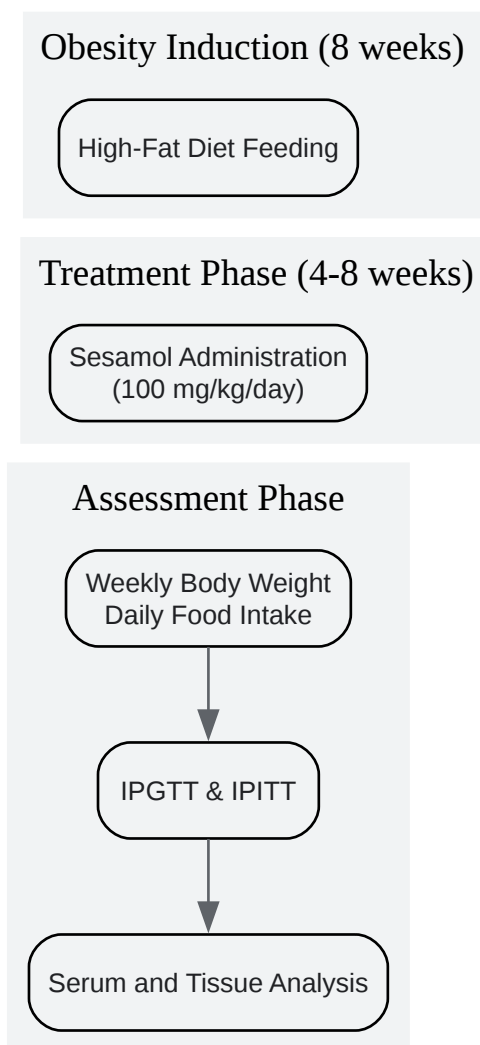 Obesity Induction (8 weeks)
High-Fat Diet Feeding
Treatment Phase (4-8 weeks)
Sesamol Administration
(100 mg/kg/day)
Assessment Phase
Weekly Body Weight
Daily Food Intake
IPGTT & IPITT
Serum and Tissue Analysis